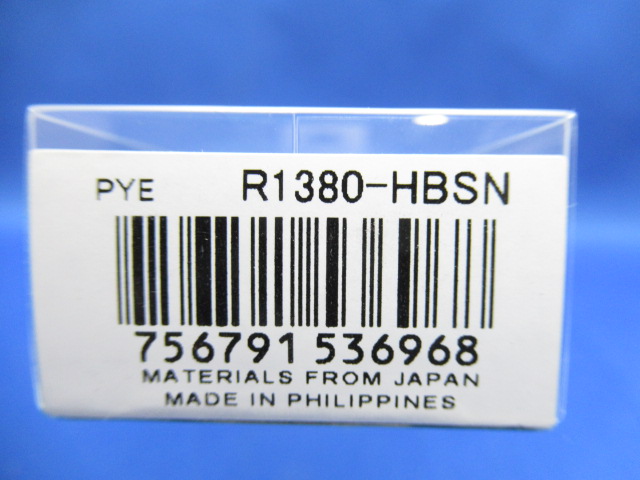 PYE R1380-HBSN
756791 536968
MATERIALS FROM JAPAN
MADE IN PHILIPPINES